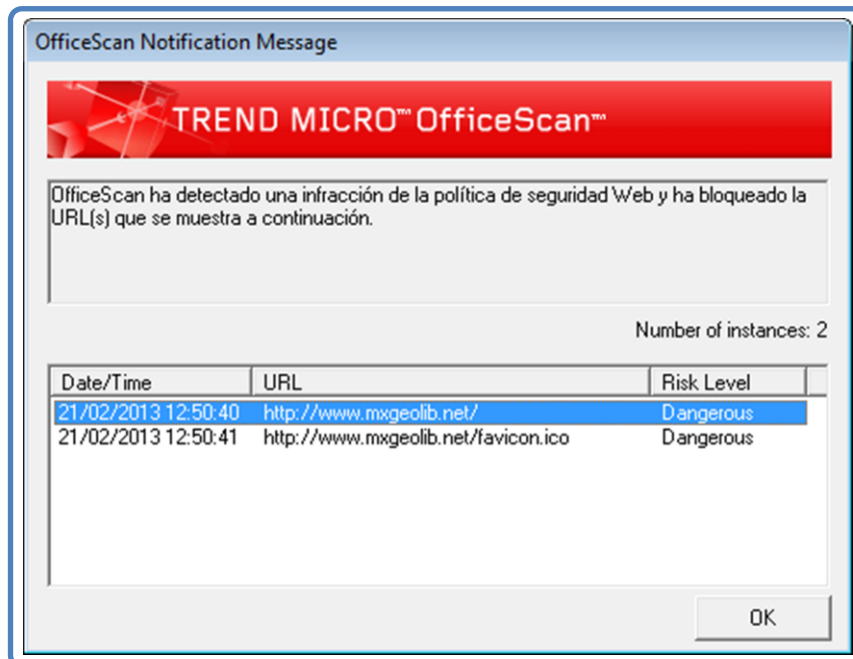 OfficeScan Notification Message
TREND MICRO™ OfficeScan™
OfficeScan ha detectado una infracción de la política de seguridad Web y ha bloqueado la
URL(s) que se muestra a continuación.
Number of instances: 2
Date/Time URL Risk Level
21/02/2013 12:50:40 http://www.mxgeolib.net/ Dangerous
21/02/2013 12:50:41 http://www.mxgeolib.net/favicon.ico Dangerous
OK